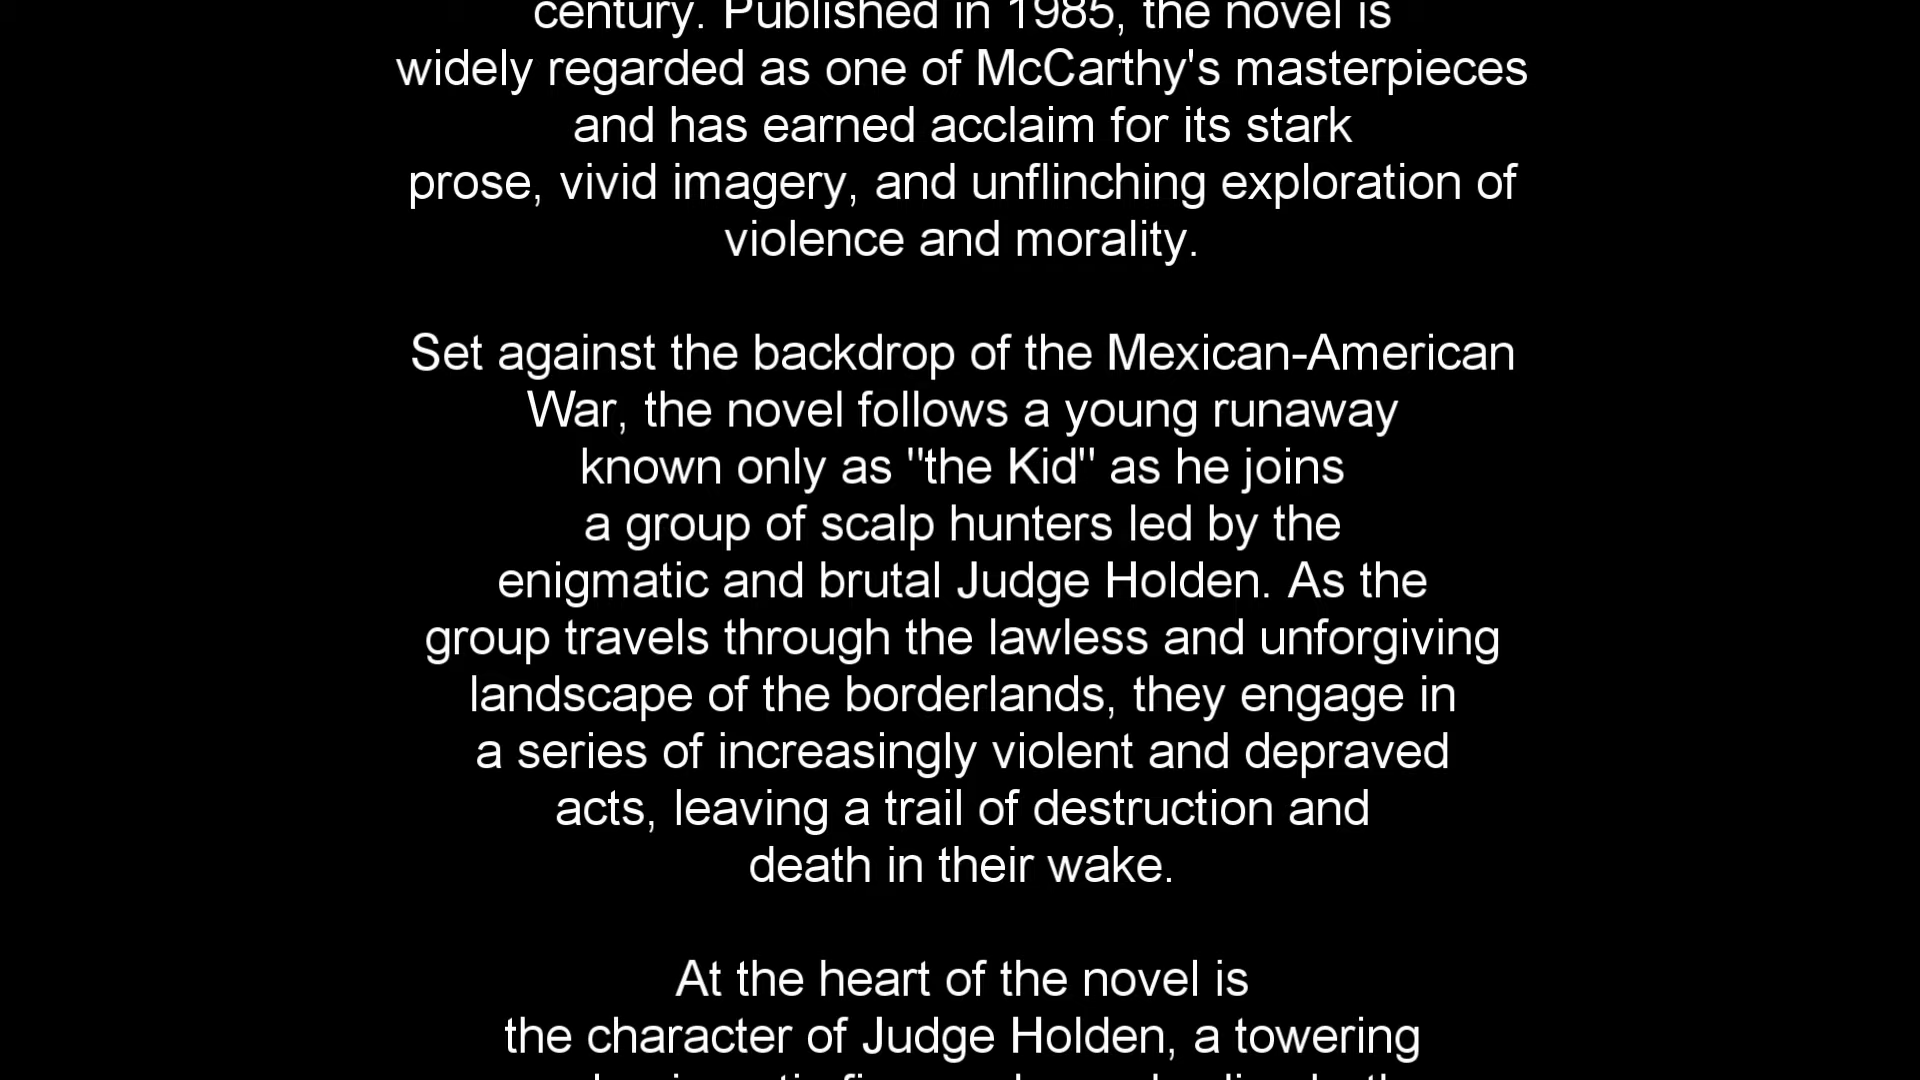 century. Published in 1985, the novel is
widely regarded as one of McCarthy's masterpieces
and has earned acclaim for its stark
prose, vivid imagery, and unflinching exploration of
violence and morality.
Set against the backdrop of the Mexican-American
War, the novel follows a young runaway
known only as "the Kid" as he joins
a group of scalp hunters led by the
enigmatic and brutal Judge Holden. As the
group travels through the lawless and unforgiving
landscape of the borderlands, they engage in
a series of increasingly violent and depraved
acts, leaving a trail of destruction and
death in their wake.
At the heart of the novel is
the character of Judge Holden, a towering